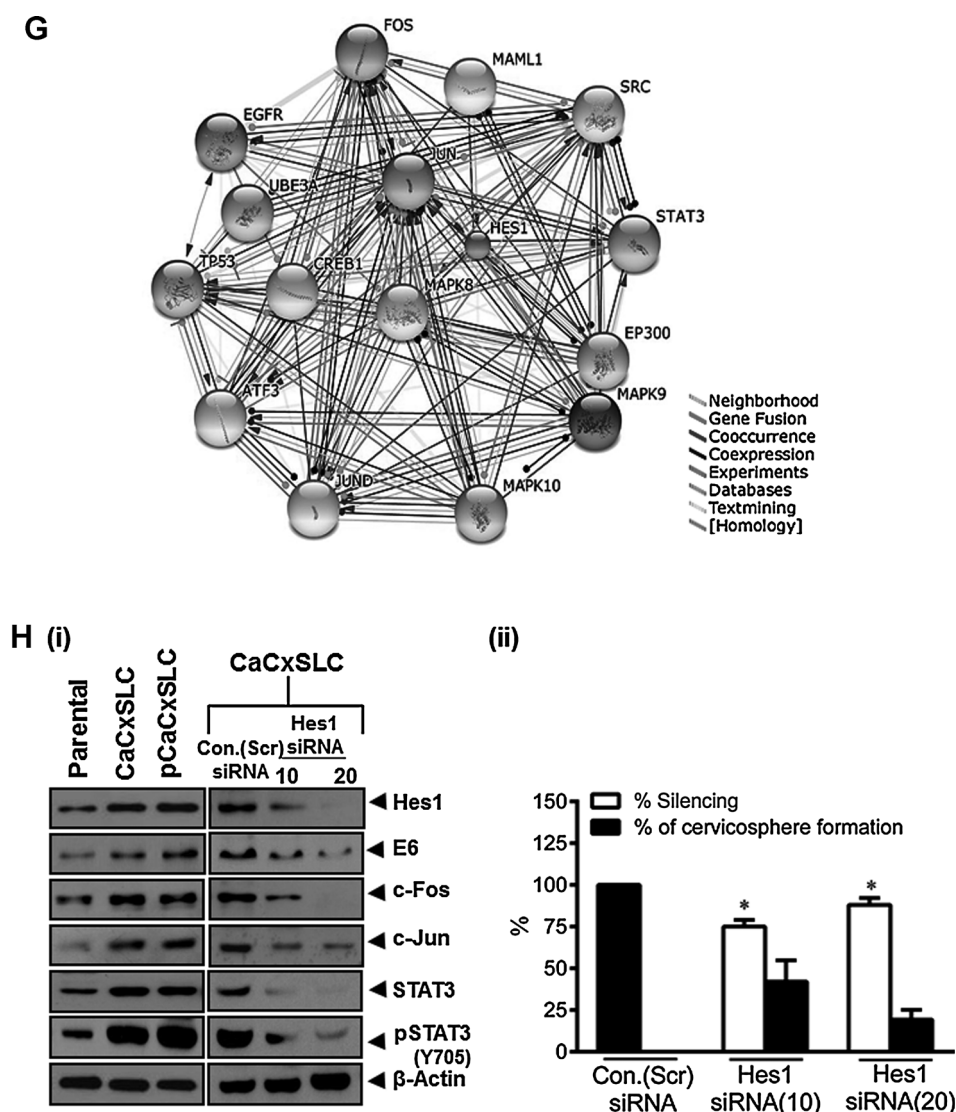 G
FOS
MAML1
SRC
EGFR
JUN
UBE3A
HES1
STAT3
TP53
CREB1
MAPK8
EP300
MAPK9
ATF3
JUND
MAPK10
Neighborhood
Gene Fusion
Cooccurrence
Coexpression
Experiments
Databases
Textmining
[Homology]
H (i)
Parental
CaCxSLC
pCaCxSLC
CaCxSLC
Con.(Scr)
siRNA
Hes1
siRNA
10
20
Hes1
E6
c-Fos
c-Jun
STAT3
pSTAT3
(Y705)
β-Actin
(ii)
% Silencing
% of cervicosphere formation
%
150
125
100
75
50
25
0
*
*
Con.(Scr)
siRNA
Hes1
siRNA(10)
Hes1
siRNA(20)